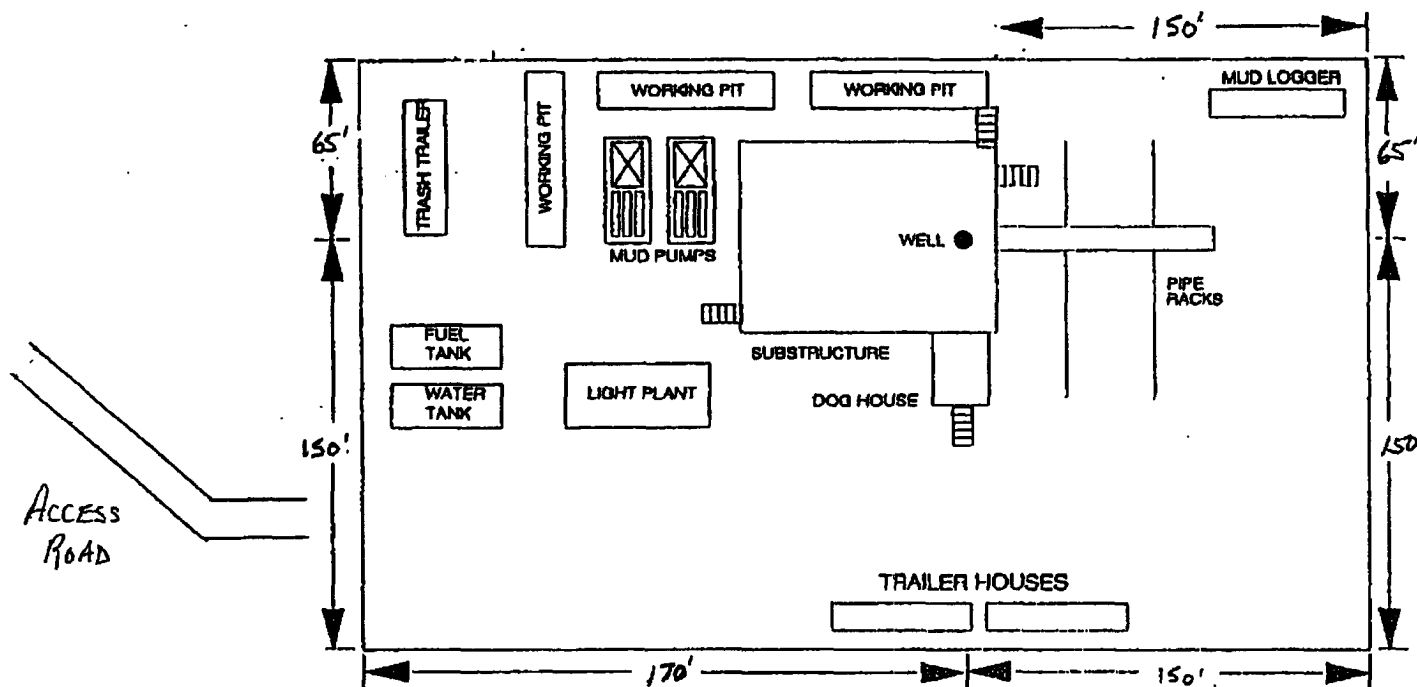 150'
MUD LOGGER
WORKING PIT
WORKING PIT
WORKING PIT
TRASH TRAILER
65'
65'
WELL
MUD PUMPS
PIPE
RACKS
FUEL
TANK
SUBSTRUCTURE
WATER
TANK
LIGHT PLANT
DOG HOUSE
150'
150
ACCESS
ROAD
TRAILER HOUSES
170'
150'